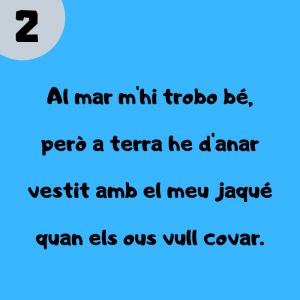 2
Al mar m'hi trobo bé,
però a terra he d'anar
vestit amb el meu jaqué
quan els ous vull covar.